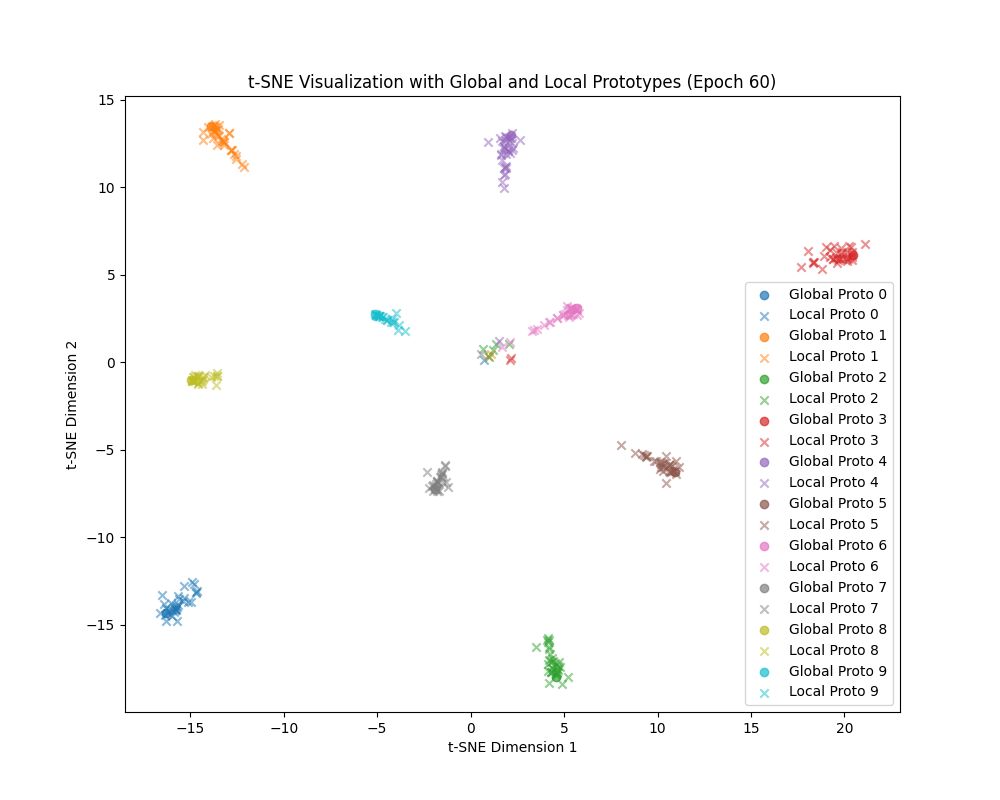 t-SNE Visualization with Global and Local Prototypes (Epoch 60)
15
10
5
0
−5
−10
−15
t-SNE Dimension 2
−15
−10
−5
0
5
10
15
20
t-SNE Dimension 1
Global Proto 0
Local Proto 0
Global Proto 1
Local Proto 1
Global Proto 2
Local Proto 2
Global Proto 3
Local Proto 3
Global Proto 4
Local Proto 4
Global Proto 5
Local Proto 5
Global Proto 6
Local Proto 6
Global Proto 7
Local Proto 7
Global Proto 8
Local Proto 8
Global Proto 9
Local Proto 9